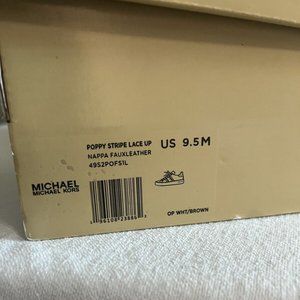 POPPY STRIPE LACE UP US 9.5M
NAPPA FAUXLEATHER
49S2POFS1L
MICHAEL
MICHAEL KORS
OP WHT/BROWN